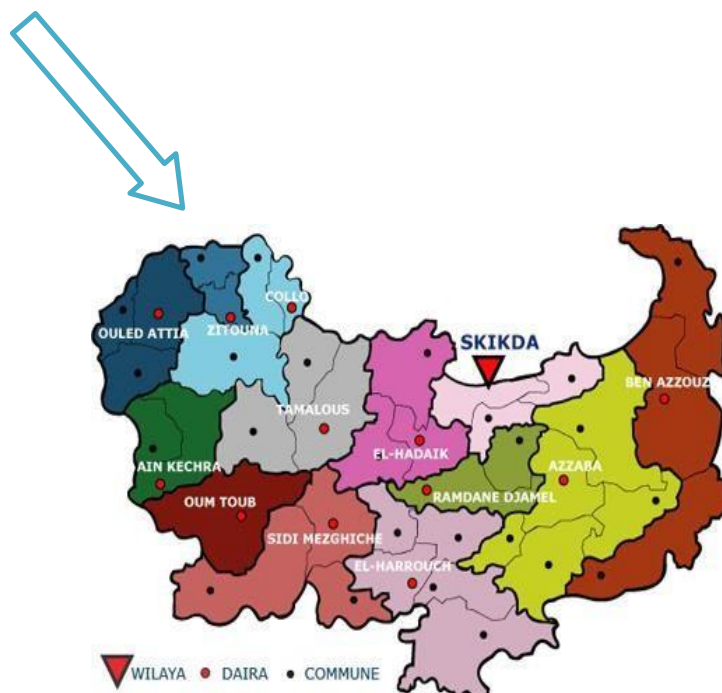 COLLO
OULED ATTIA
ZITOUNA
SKIKDA
BEN AZZOUZ
TAMALOUS
EL-HADAIK
AIN KECHRA
AZZABA
RAMDANE DJAMEL
OUM TOUB
SIDI MEZGHICHE
EL-HARROUCH
WILAYA DAIRA COMMUNE